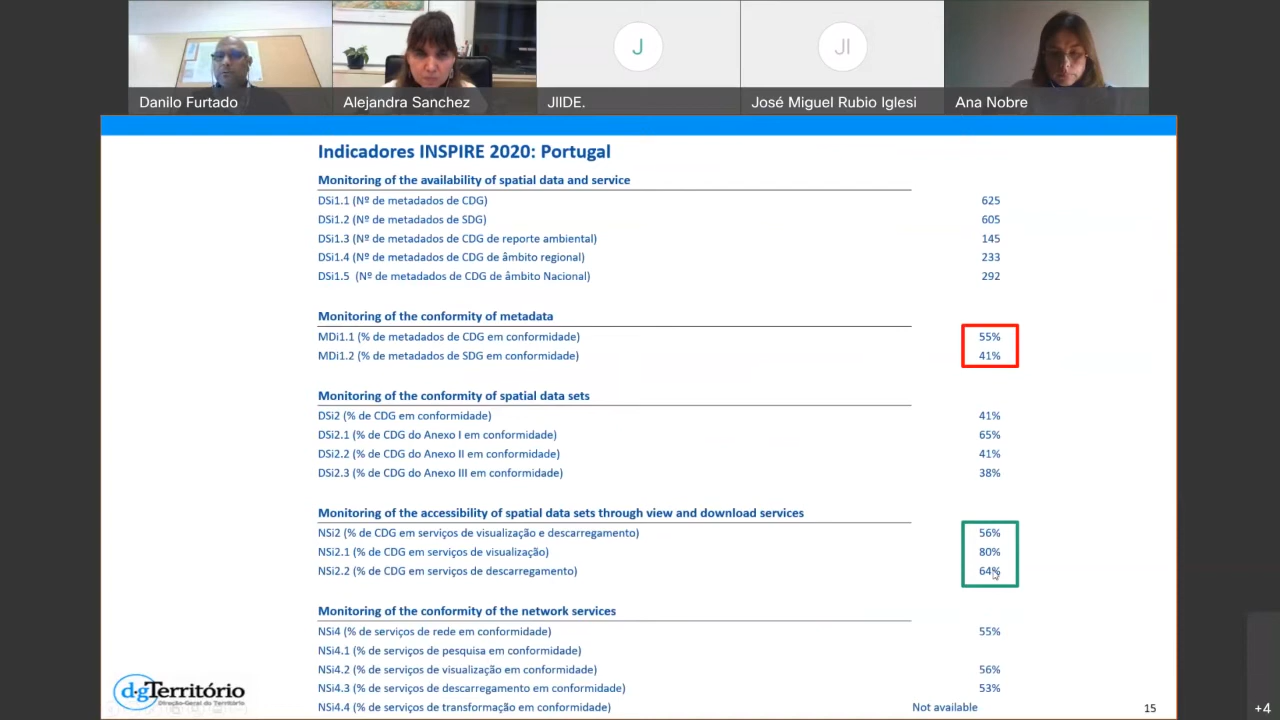 J
JI
Danilo Furtado
Alejandra Sanchez
JIIDE.
José Miguel Rubio Iglesi
Ana Nobre
Indicadores INSPIRE 2020: Portugal
Monitoring of the availability of spatial data and service
DSi1.1 (Nº de metadados de CDG) 625
DSi1.2 (Nº de metadados de SDG) 605
DSi1.3 (Nº de metadados de CDG de reporte ambiental) 145
DSi1.4 (Nº de metadados de CDG de âmbito regional) 233
DSi1.5 (Nº de metadados de CDG de âmbito Nacional) 292
Monitoring of the conformity of metadata
MDi1.1 (% de metadados de CDG em conformidade) 55%
MDi1.2 (% de metadados de SDG em conformidade) 41%
Monitoring of the conformity of spatial data sets
DSi2 (% de CDG em conformidade) 41%
DSi2.1 (% de CDG do Anexo I em conformidade) 65%
DSi2.2 (% de CDG do Anexo II em conformidade) 41%
DSi2.3 (% de CDG do Anexo III em conformidade) 38%
Monitoring of the accessibility of spatial data sets through view and download services
NSi2 (% de CDG em serviços de visualização e descarregamento) 56%
NSi2.1 (% de CDG em serviços de visualização) 80%
NSi2.2 (% de CDG em serviços de descarregamento) 64%
Monitoring of the conformity of the network services
NSi4 (% de serviços de rede em conformidade) 55%
NSi4.1 (% de serviços de pesquisa em conformidade)
NSi4.2 (% de serviços de visualização em conformidade) 56%
NSi4.3 (% de serviços de descarregamento em conformidade) 53%
NSi4.4 (% de serviços de transformação em conformidade) Not available
dgTerritório
Direção-Geral do Território
15
+4